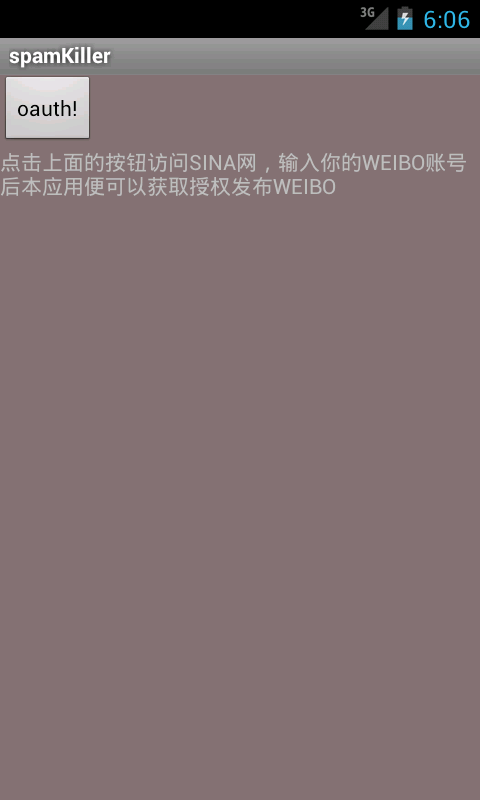 3G 6:06
spamKiller
oauth!
点击上面的按钮访问SINA网，输入你的WEIBO账号
后本应用便可以获取授权发布WEIBO